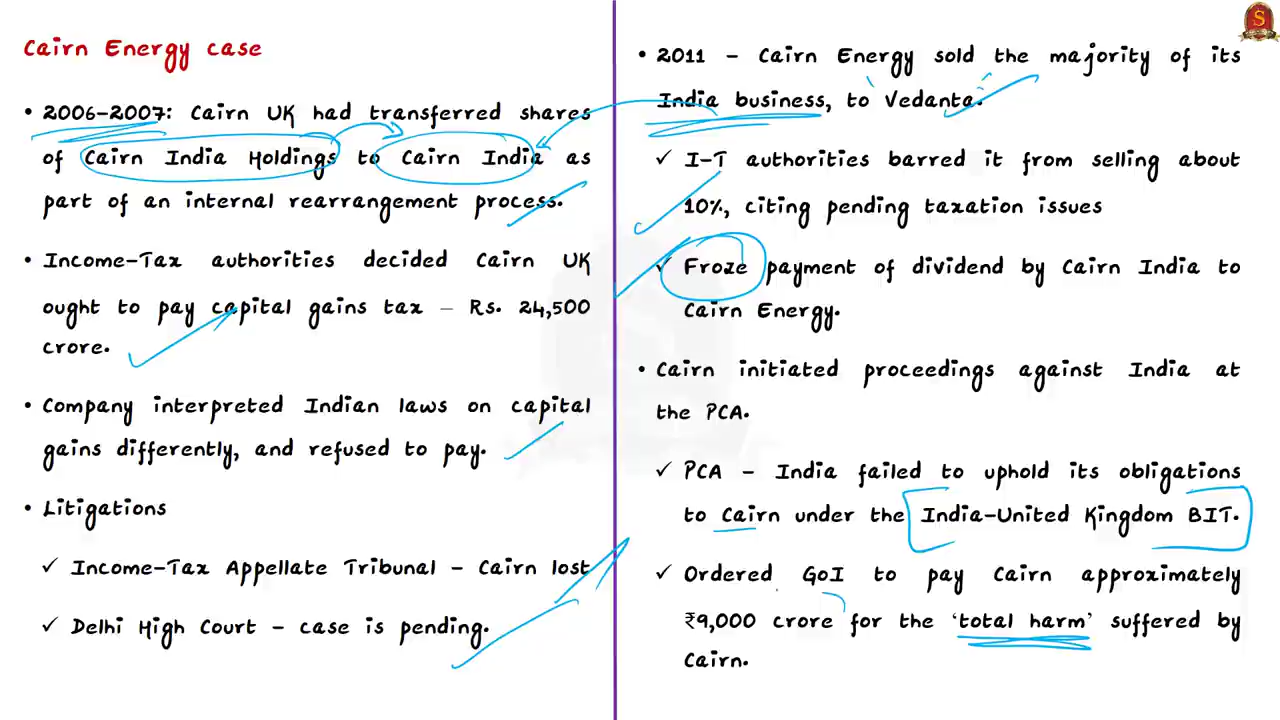 Cairn Energy case
• 2006-2007: Cairn UK had transferred shares
of Cairn India Holdings to Cairn India as
part of an internal rearrangement process.
• Income-Tax authorities decided Cairn UK
ought to pay capital gains tax – Rs. 24,500
crore.
• Company interpreted Indian laws on capital
gains differently, and refused to pay.
• Litigations
✓ Income-Tax Appellate Tribunal – Cairn lost
✓ Delhi High Court – case is pending.
• 2011 – Cairn Energy sold the majority of its
India business, to Vedanta.
✓ I-T authorities barred it from selling about
10%, citing pending taxation issues
✓ Froze payment of dividend by Cairn India to
Cairn Energy.
• Cairn initiated proceedings against India at
the PCA.
✓ PCA – India failed to uphold its obligations
to Cairn under the India-United Kingdom BIT.
✓ Ordered GoI to pay Cairn approximately
₹9,000 crore for the ‘total harm’ suffered by
Cairn.